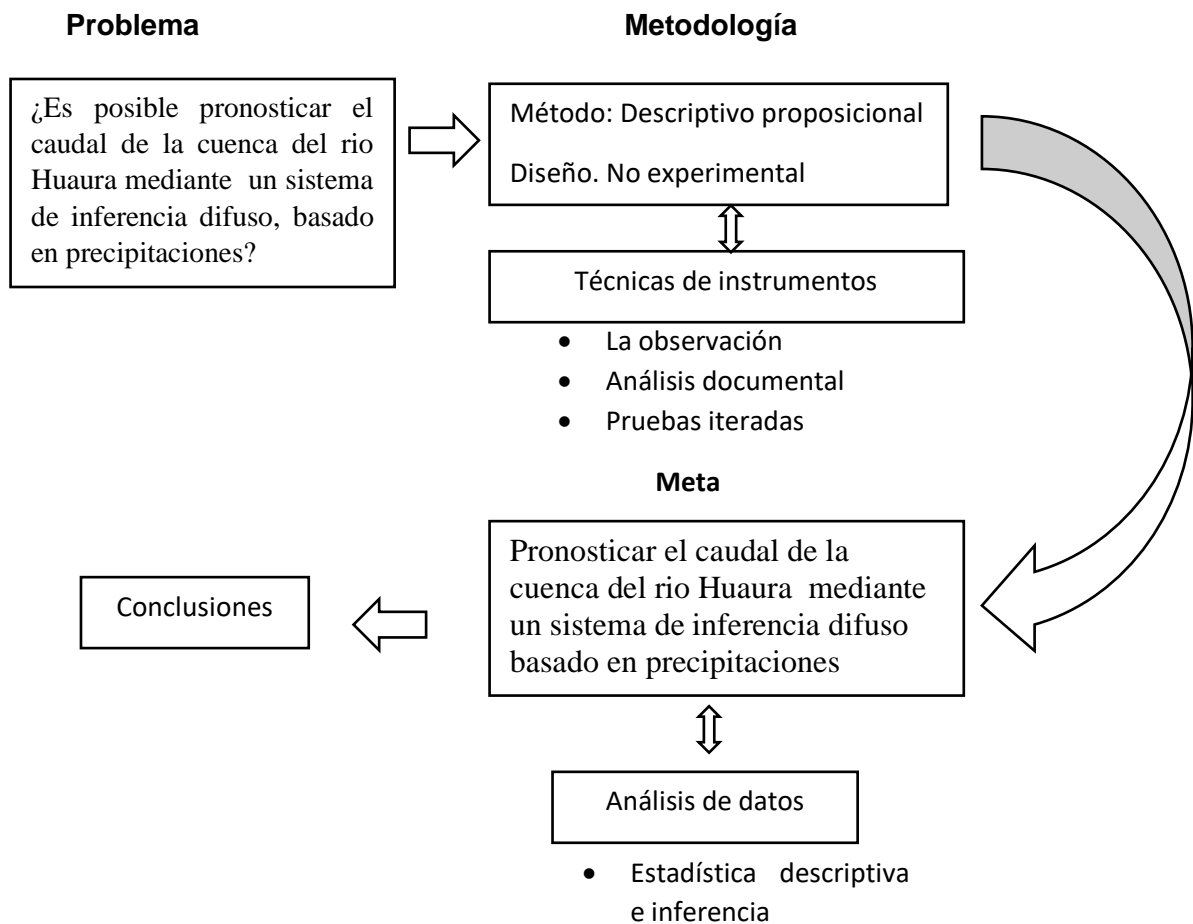 Problema
¿Es posible pronosticar el
caudal de la cuenca del rio
Huaura mediante un sistema
de inferencia difuso, basado
en precipitaciones?
Metodología
Método: Descriptivo proposicional
Diseño. No experimental
Técnicas de instrumentos
• La observación
• Análisis documental
• Pruebas iteradas
Meta
Pronosticar el caudal de la
cuenca del rio Huaura mediante
un sistema de inferencia difuso
basado en precipitaciones
Conclusiones
Análisis de datos
• Estadística descriptiva
e inferencia